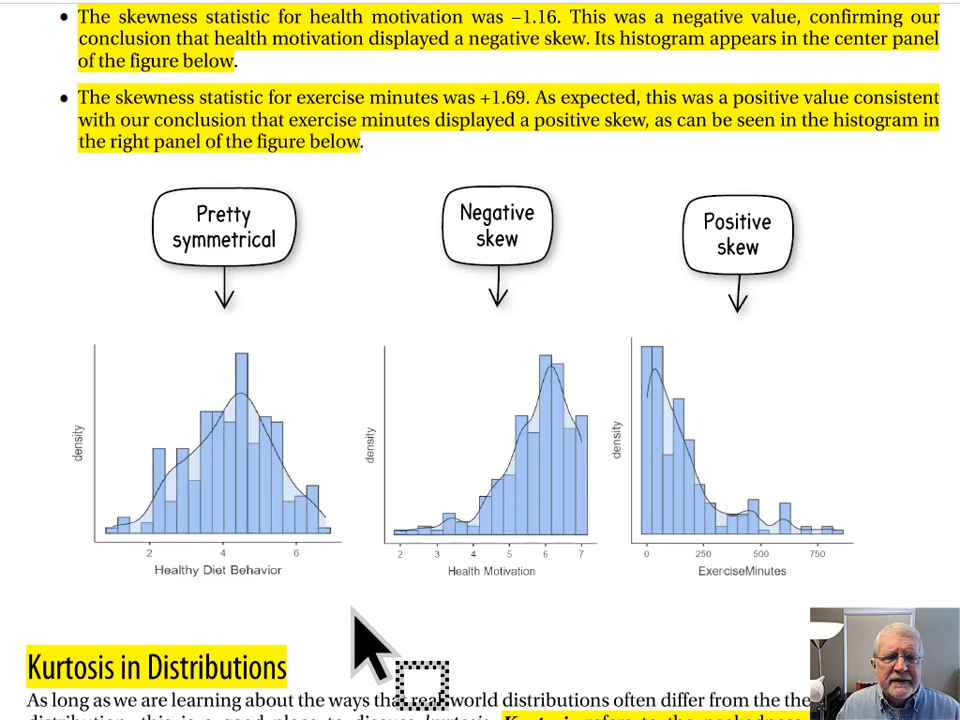 • The skewness statistic for health motivation was −1.16. This was a negative value, confirming our
conclusion that health motivation displayed a negative skew. Its histogram appears in the center panel
of the figure below.
• The skewness statistic for exercise minutes was +1.69. As expected, this was a positive value consistent
with our conclusion that exercise minutes displayed a positive skew, as can be seen in the histogram in
the right panel of the figure below.
Pretty
symmetrical
Negative
skew
Positive
skew
density
2 4 6
Healthy Diet Behavior
density
2 3 4 5 6 7
Health Motivation
density
0 250 500 750
ExerciseMinutes
Kurtosis in Distributions
As long as we are learning about the ways that real world distributions often differ from the the